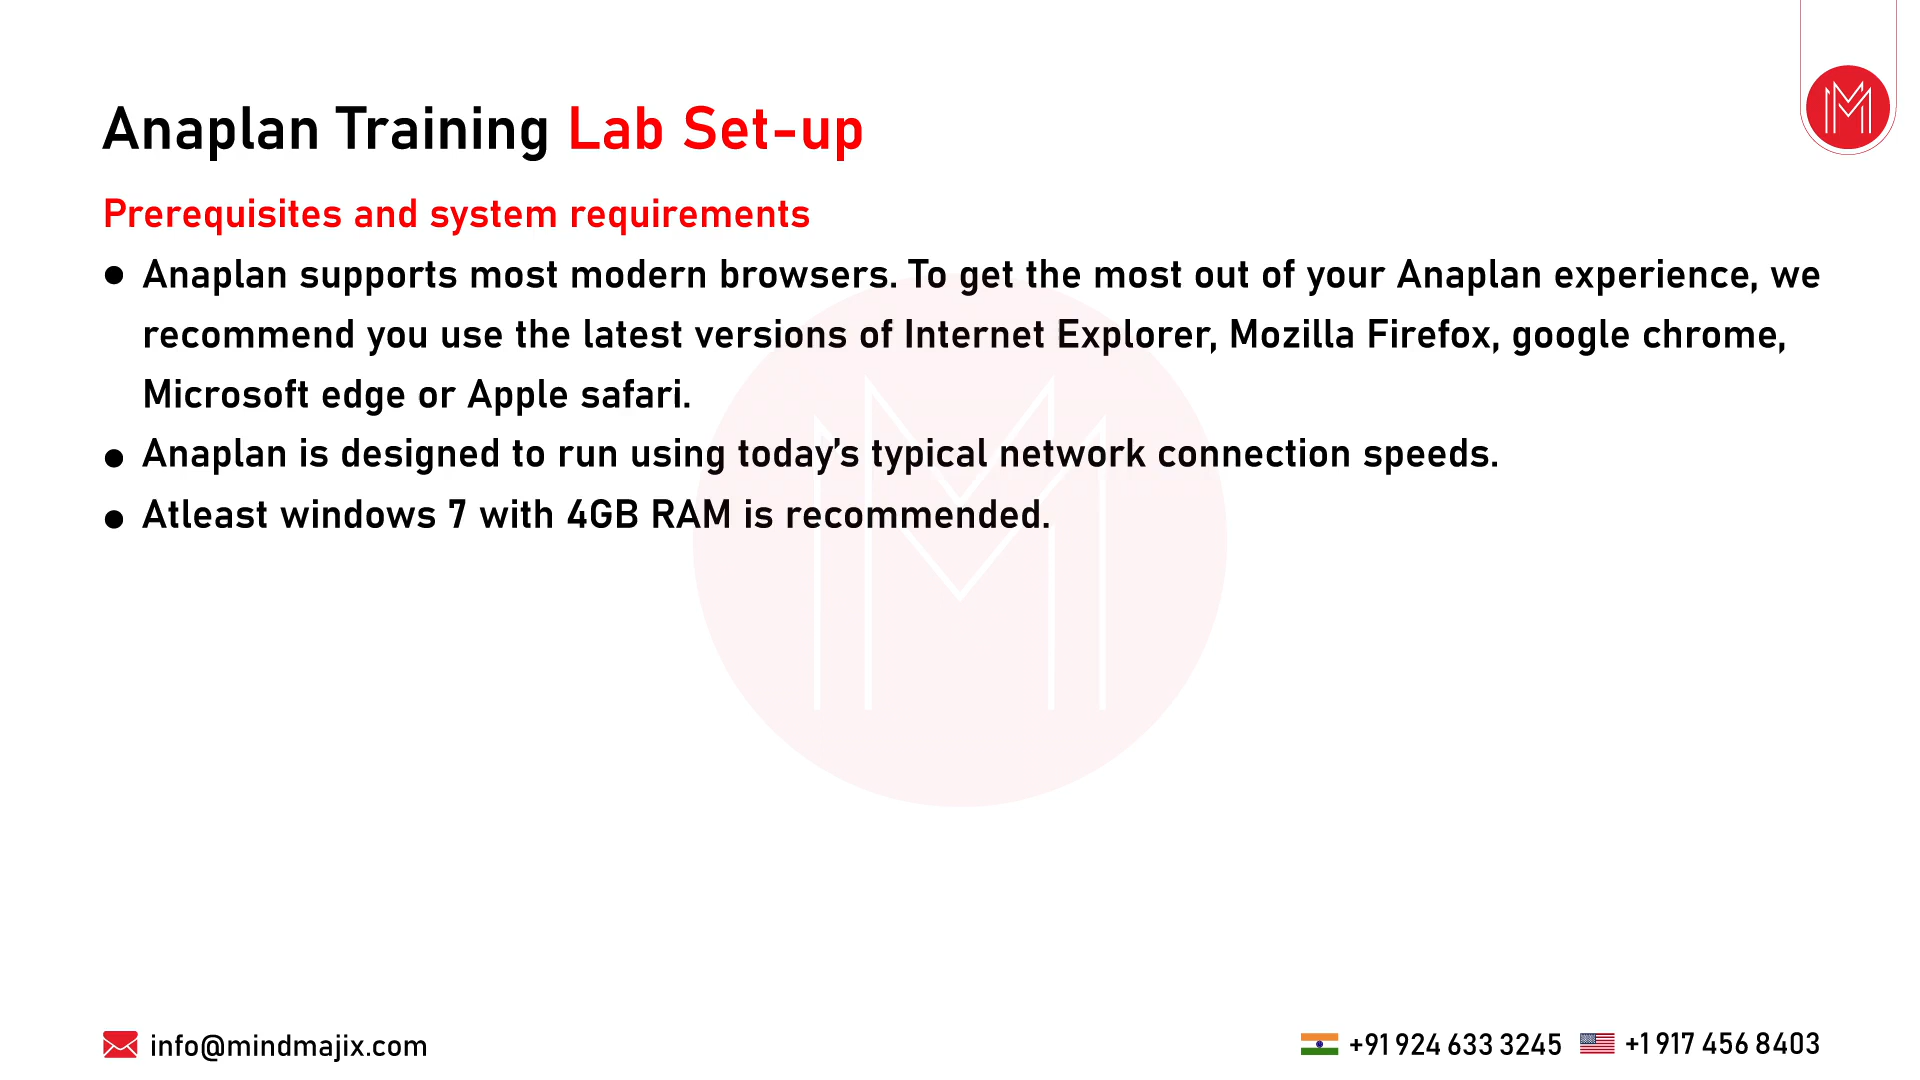 Anaplan Training Lab Set-up
Prerequisites and system requirements
● Anaplan supports most modern browsers. To get the most out of your Anaplan experience, we
recommend you use the latest versions of Internet Explorer, Mozilla Firefox, google chrome,
Microsoft edge or Apple safari.
● Anaplan is designed to run using today’s typical network connection speeds.
● Atleast windows 7 with 4GB RAM is recommended.
info@mindmajix.com
+91 924 633 3245
+1 917 456 8403